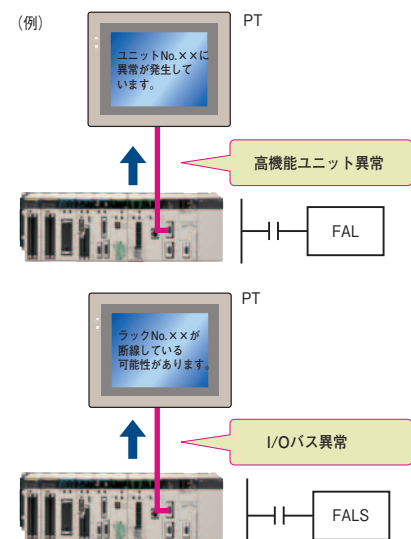 (例)
PT
ユニットNo.××に
異常が発生して
います。
高機能ユニット異常
FAL
PT
ラックNo.××が
断線している
可能性があります。
I/Oバス異常
FALS